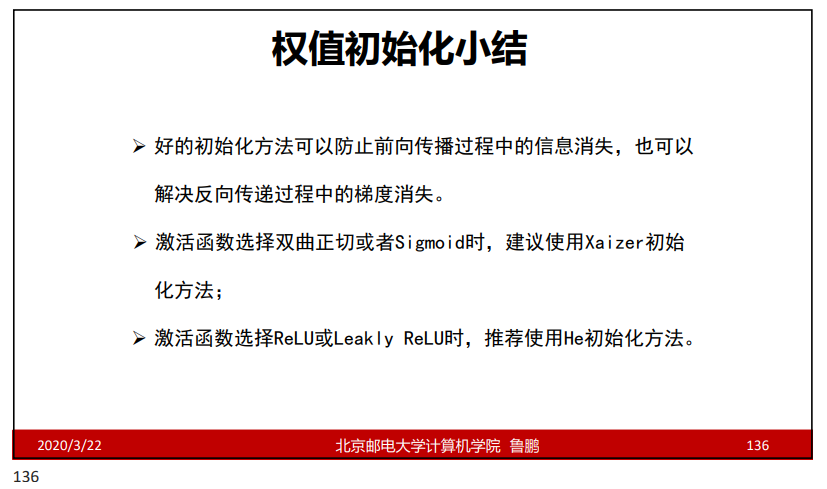 权值初始化小结
➢ 好的初始化方法可以防止前向传播过程中的信息消失，也可以
解决反向传递过程中的梯度消失。
➢ 激活函数选择双曲正切或者Sigmoid时，建议使用Xaizer初始
化方法；
➢ 激活函数选择ReLU或Leakly ReLU时，推荐使用He初始化方法。
2020/3/22 北京邮电大学计算机学院 鲁鹏 136
136